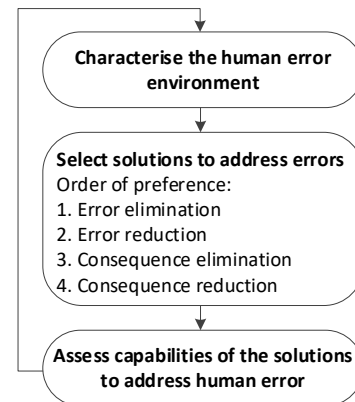 Characterise the human error
environment
Select solutions to address errors
Order of preference:
1. Error elimination
2. Error reduction
3. Consequence elimination
4. Consequence reduction
Assess capabilities of the solutions
to address human error